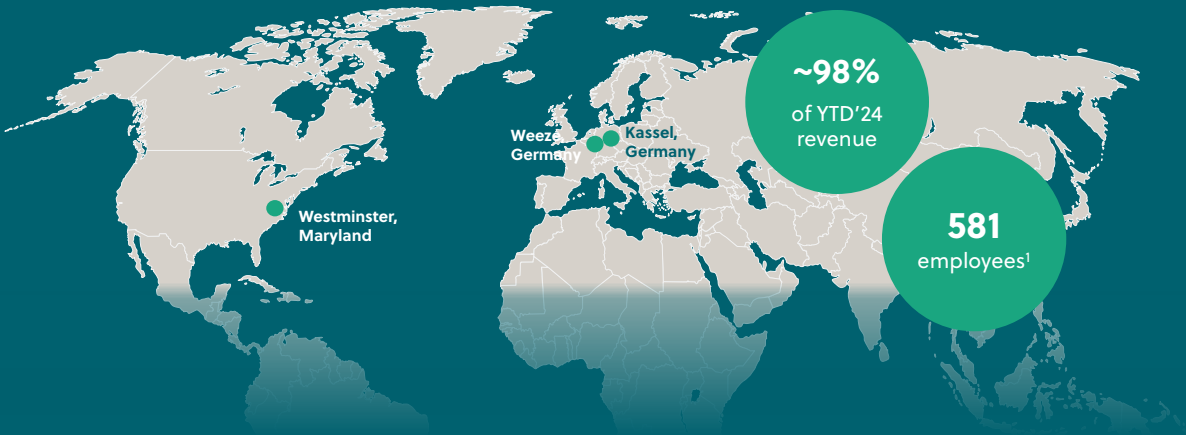 ~98%
of YTD'24
revenue
Weeze,
Germany
Kassel,
Germany
Westminster,
Maryland
581
employees¹